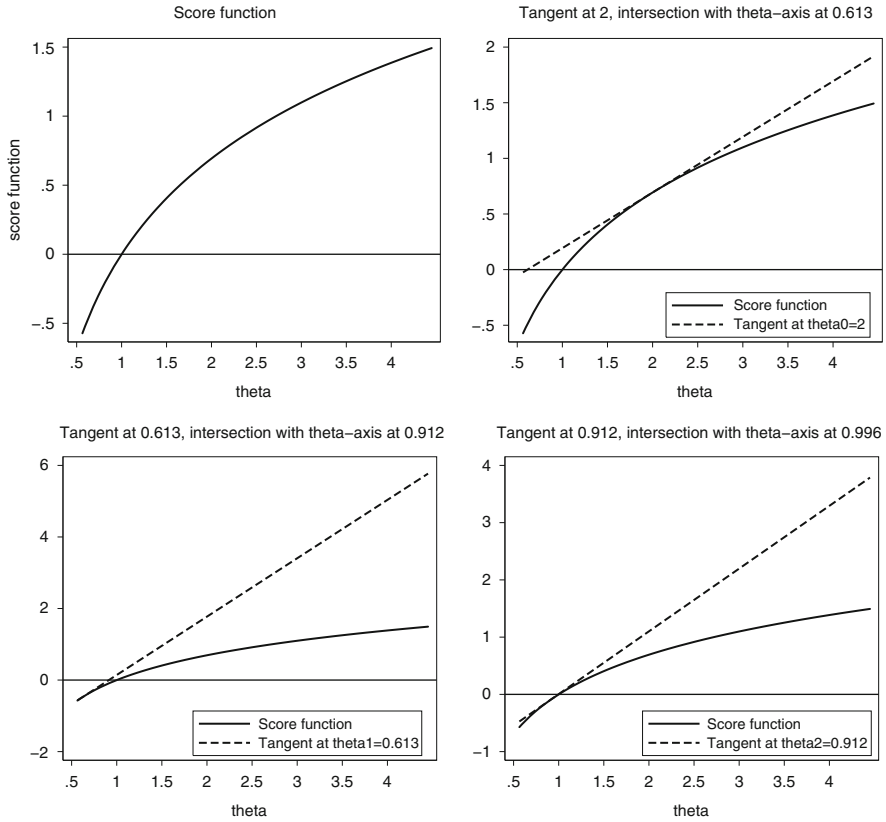 Score function
1.5
1
.5
0
−.5
score function
.5 1 1.5 2 2.5 3 3.5 4
theta
Tangent at 2, intersection with theta−axis at 0.613
2
1.5
1
.5
0
−.5
Score function
Tangent at theta0=2
.5 1 1.5 2 2.5 3 3.5 4
theta
Tangent at 0.613, intersection with theta−axis at 0.912
6
4
2
0
−2
Score function
Tangent at theta1=0.613
.5 1 1.5 2 2.5 3 3.5 4
theta
Tangent at 0.912, intersection with theta−axis at 0.996
4
3
2
1
0
−1
Score function
Tangent at theta2=0.912
.5 1 1.5 2 2.5 3 3.5 4
theta